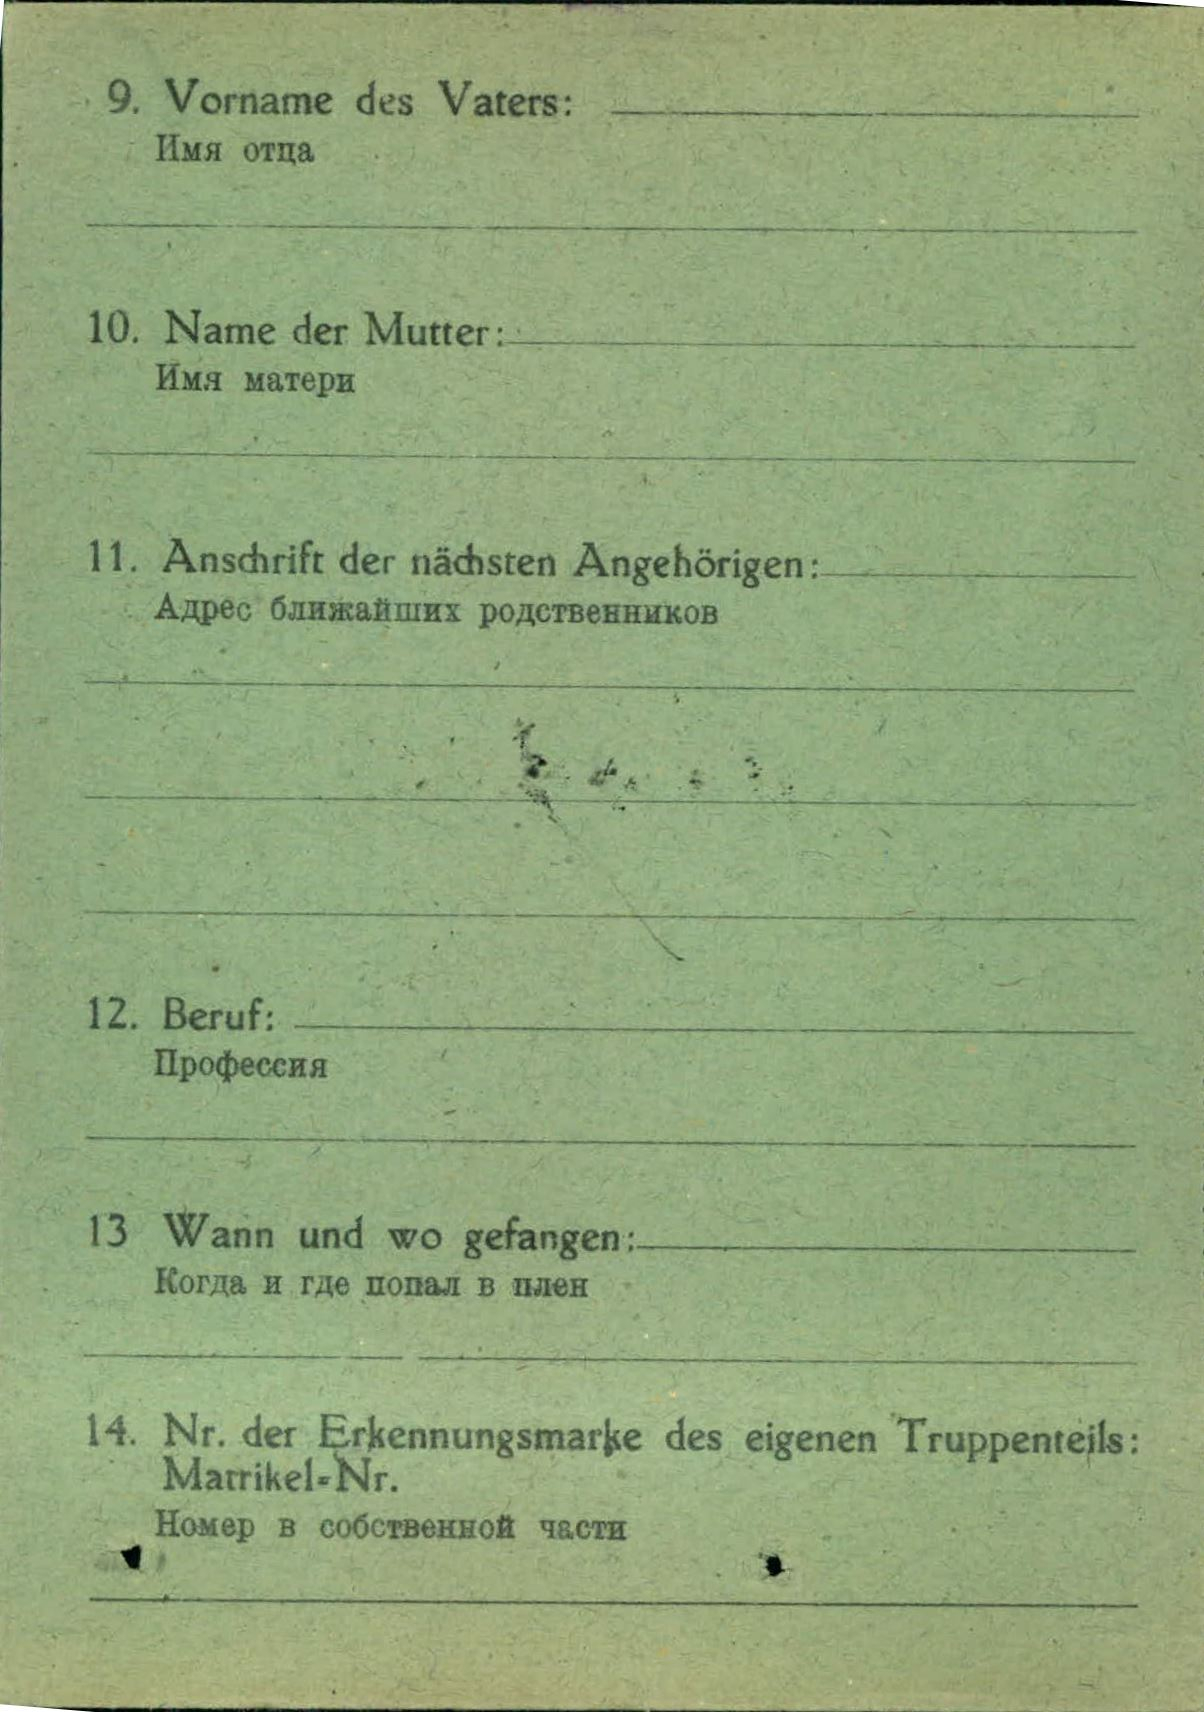 9. Vorname des Vaters:
Имя отца
10. Name der Mutter:
Имя матери
11. Anschrift der nächsten Angehörigen:
Адрес ближайших родственников
12. Beruf:
Профессия
13 Wann und wo gefangen:
Когда и где попал в плен
14. Nr. der Erkennungsmarke des eigenen Truppenteils:
Matrikel-Nr.
Номер в собственной части